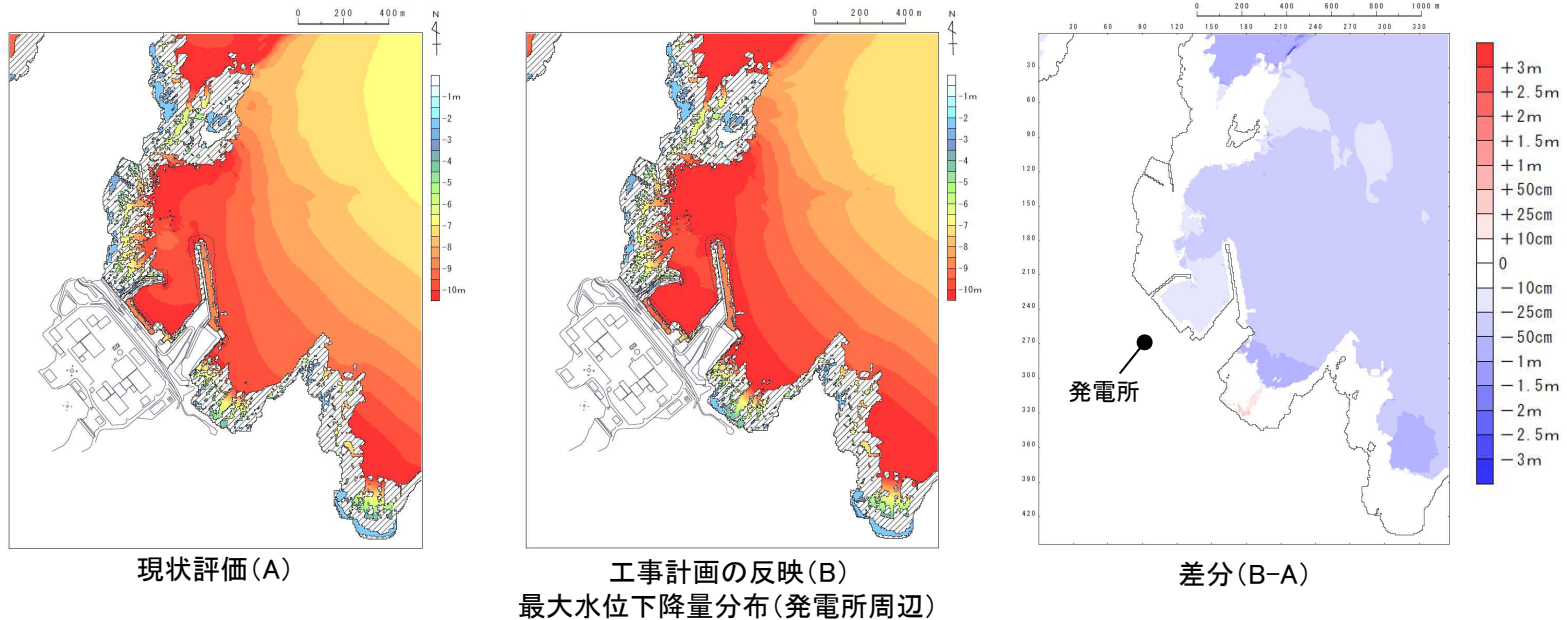 0 200 400m
N
-1m
-2
-3
-4
-5
-6
-7
-8
-9
-10m
現状評価(A)
0 200 400m
N
-1m
-2
-3
-4
-5
-6
-7
-8
-9
-10m
工事計画の反映(B)
最大水位下降量分布(発電所周辺)
0 200 400 600 800 1000 m
30 60 90 120 150 180 210 240 270 300 330
30
60
90
120
150
180
210
240
270
300
330
360
390
420
発電所
+3m
+2.5m
+2m
+1.5m
+1m
+50cm
+25cm
+10cm
0
-10cm
-25cm
-50cm
-1m
-1.5m
-2m
-2.5m
-3m
差分(B-A)